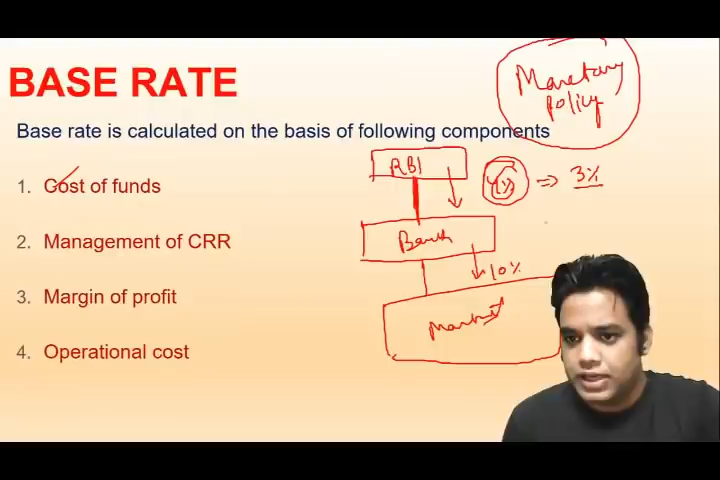 BASE RATE
Monetary
Policy
Base rate is calculated on the basis of following components
RBI
3%
1. Cost of funds
2. Management of CRR
Bank
10%
3. Margin of profit
Market
4. Operational cost